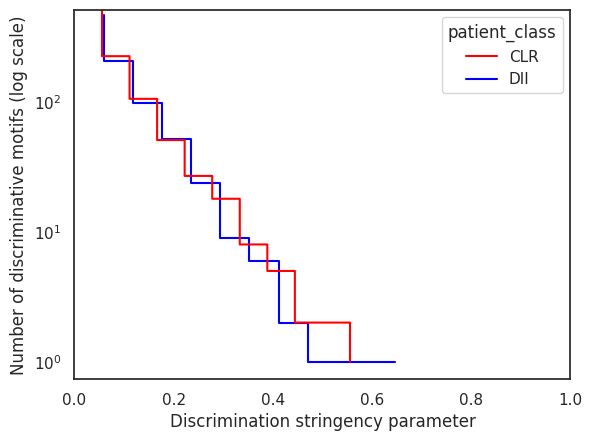 Number of discriminative motifs (log scale)
10²
10¹
10⁰
patient_class
CLR
DII
0.0 0.2 0.4 0.6 0.8 1.0
Discrimination stringency parameter